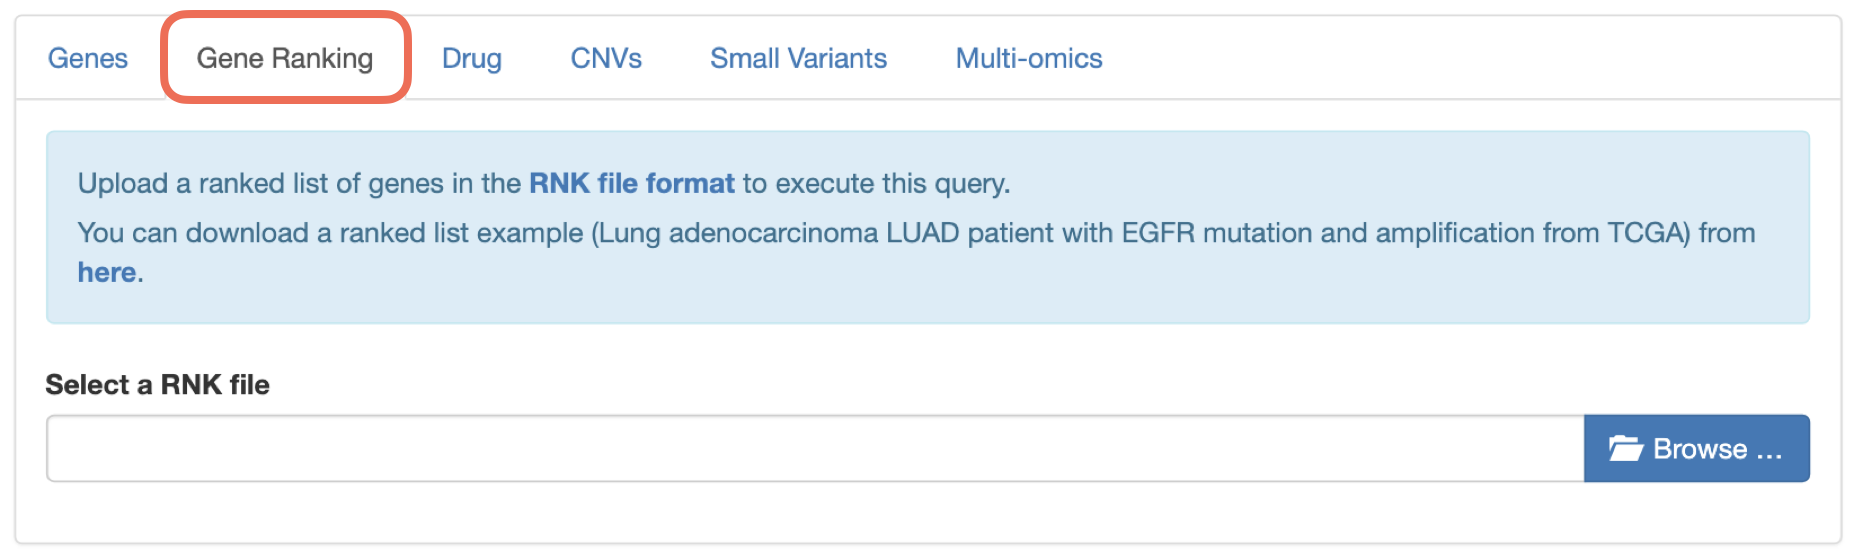 Genes Gene Ranking Drug CNVs Small Variants Multi-omics
Upload a ranked list of genes in the RNK file format to execute this query.
You can download a ranked list example (Lung adenocarcinoma LUAD patient with EGFR mutation and amplification from TCGA) from
here.
Select a RNK file
Browse ...